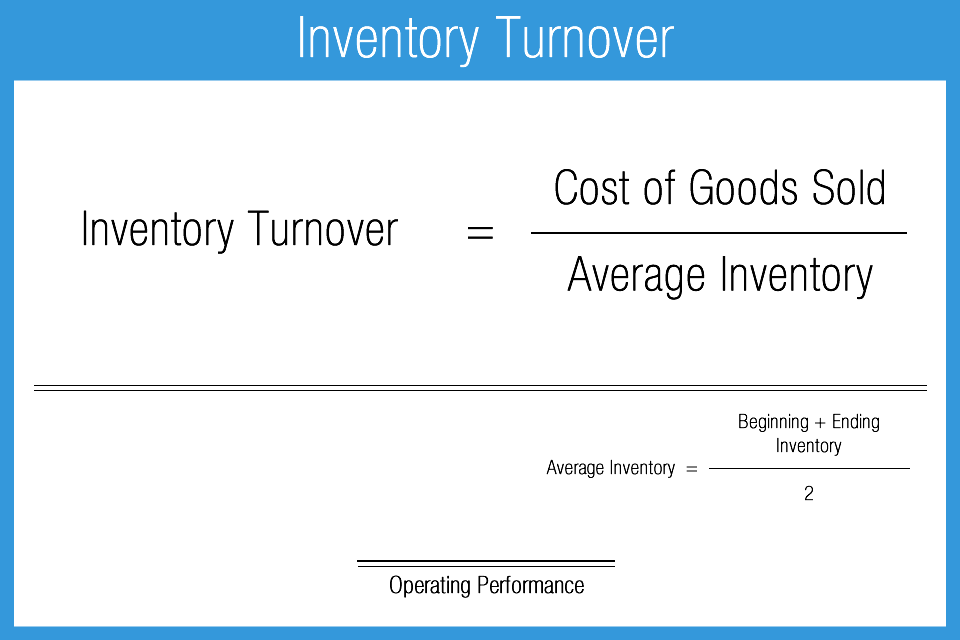 Inventory Turnover
Inventory Turnover = Cost of Goods Sold
Average Inventory
Average Inventory = Beginning + Ending
Inventory
2
Operating Performance